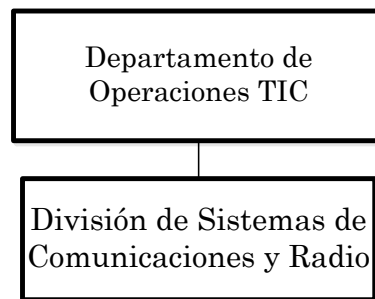 Departamento de
Operaciones TIC
División de Sistemas de
Comunicaciones y Radio